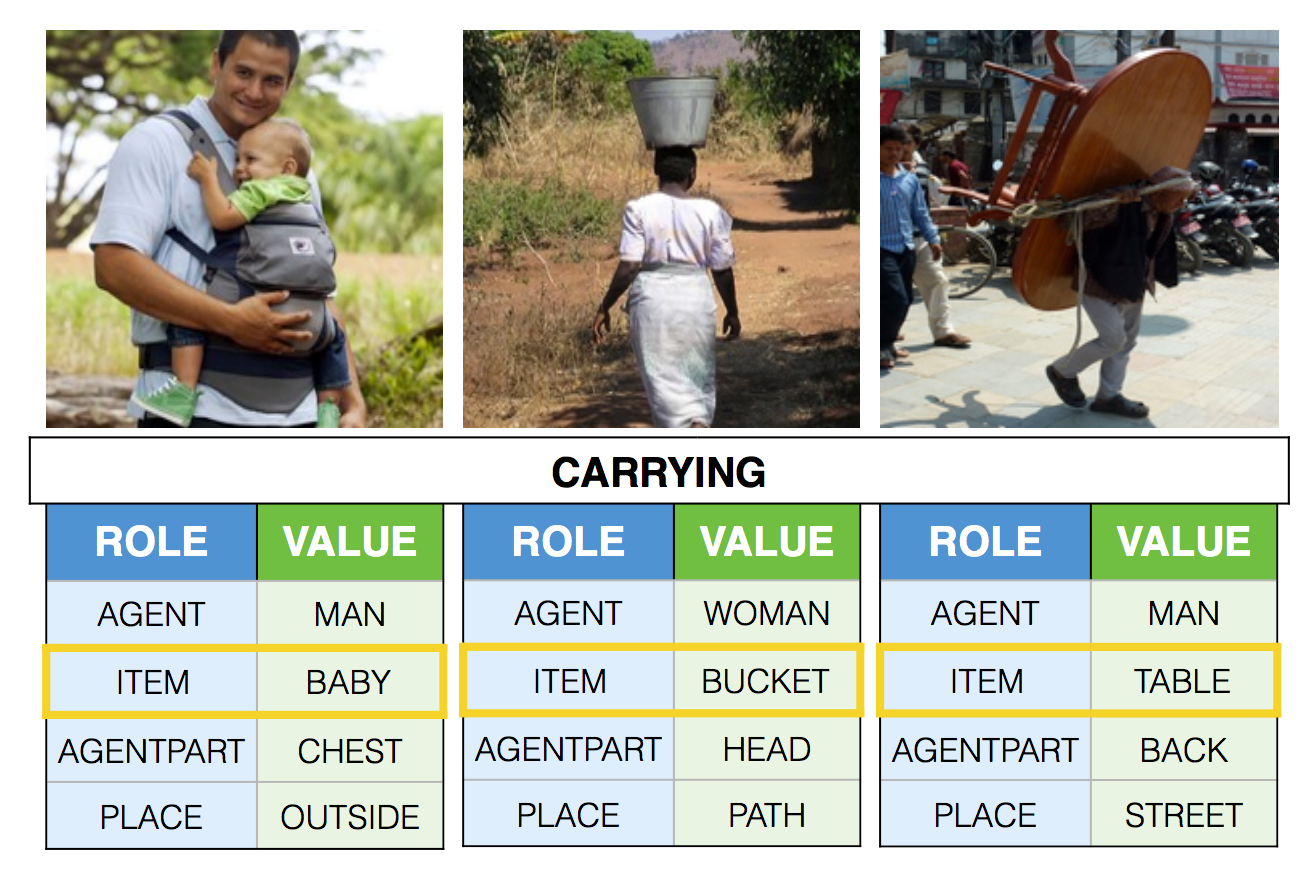 CARRYING
ROLE VALUE ROLE VALUE ROLE VALUE
AGENT MAN AGENT WOMAN AGENT MAN
ITEM BABY ITEM BUCKET ITEM TABLE
AGENTPART CHEST AGENTPART HEAD AGENTPART BACK
PLACE OUTSIDE PLACE PATH PLACE STREET